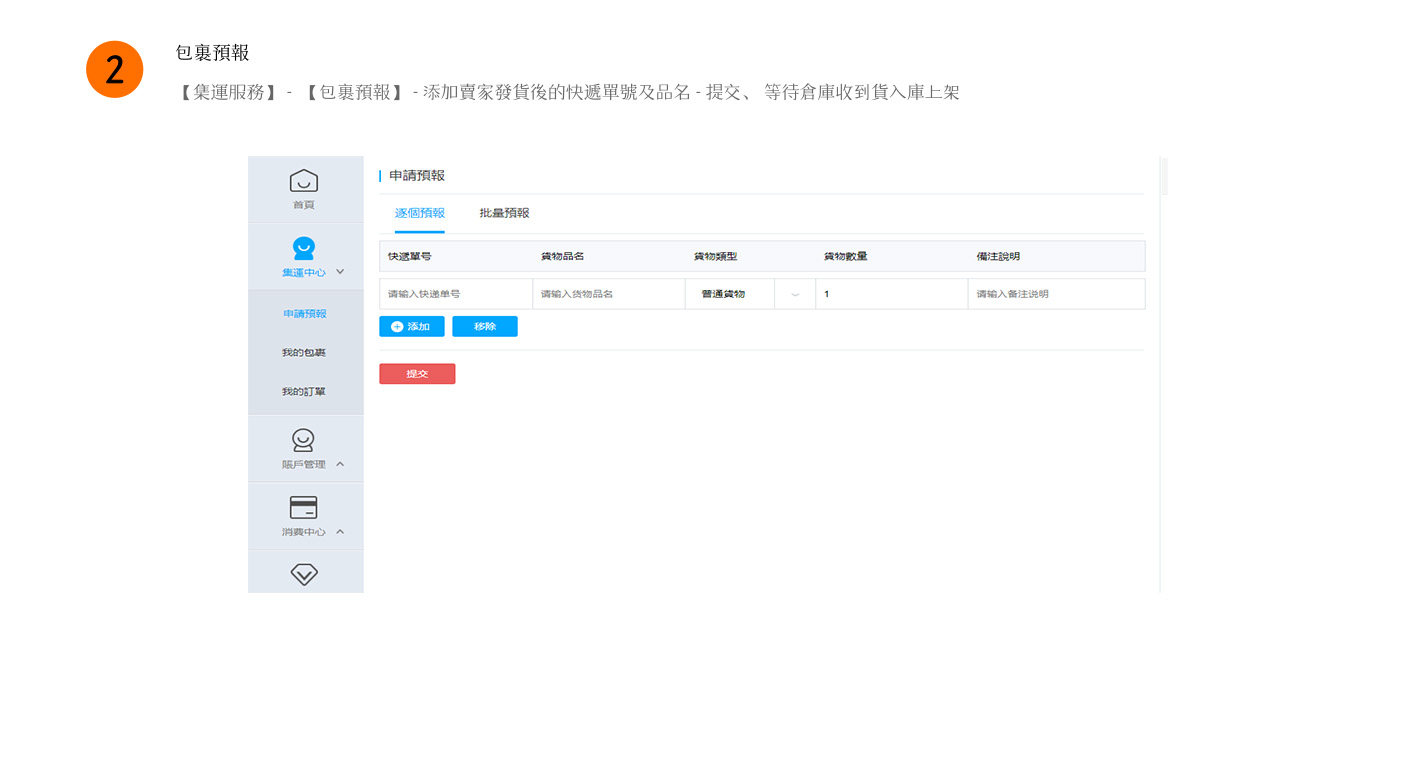 2
包裹預報
【集運服務】 - 【包裹預報】 - 添加賣家發貨後的快遞單號及品名 - 提交、 等待倉庫收到貨入庫上架
首頁
集運中心
申請預報
我的包裹
我的訂單
賬戶管理
消費中心
申請預報
逐個預報 批量預報
快遞單号 貨物品名 貨物類型 貨物數量 備注說明
请输入快递单号 请输入货物品名 普通貨物 1 请输入备注说明
添加 移除
提交